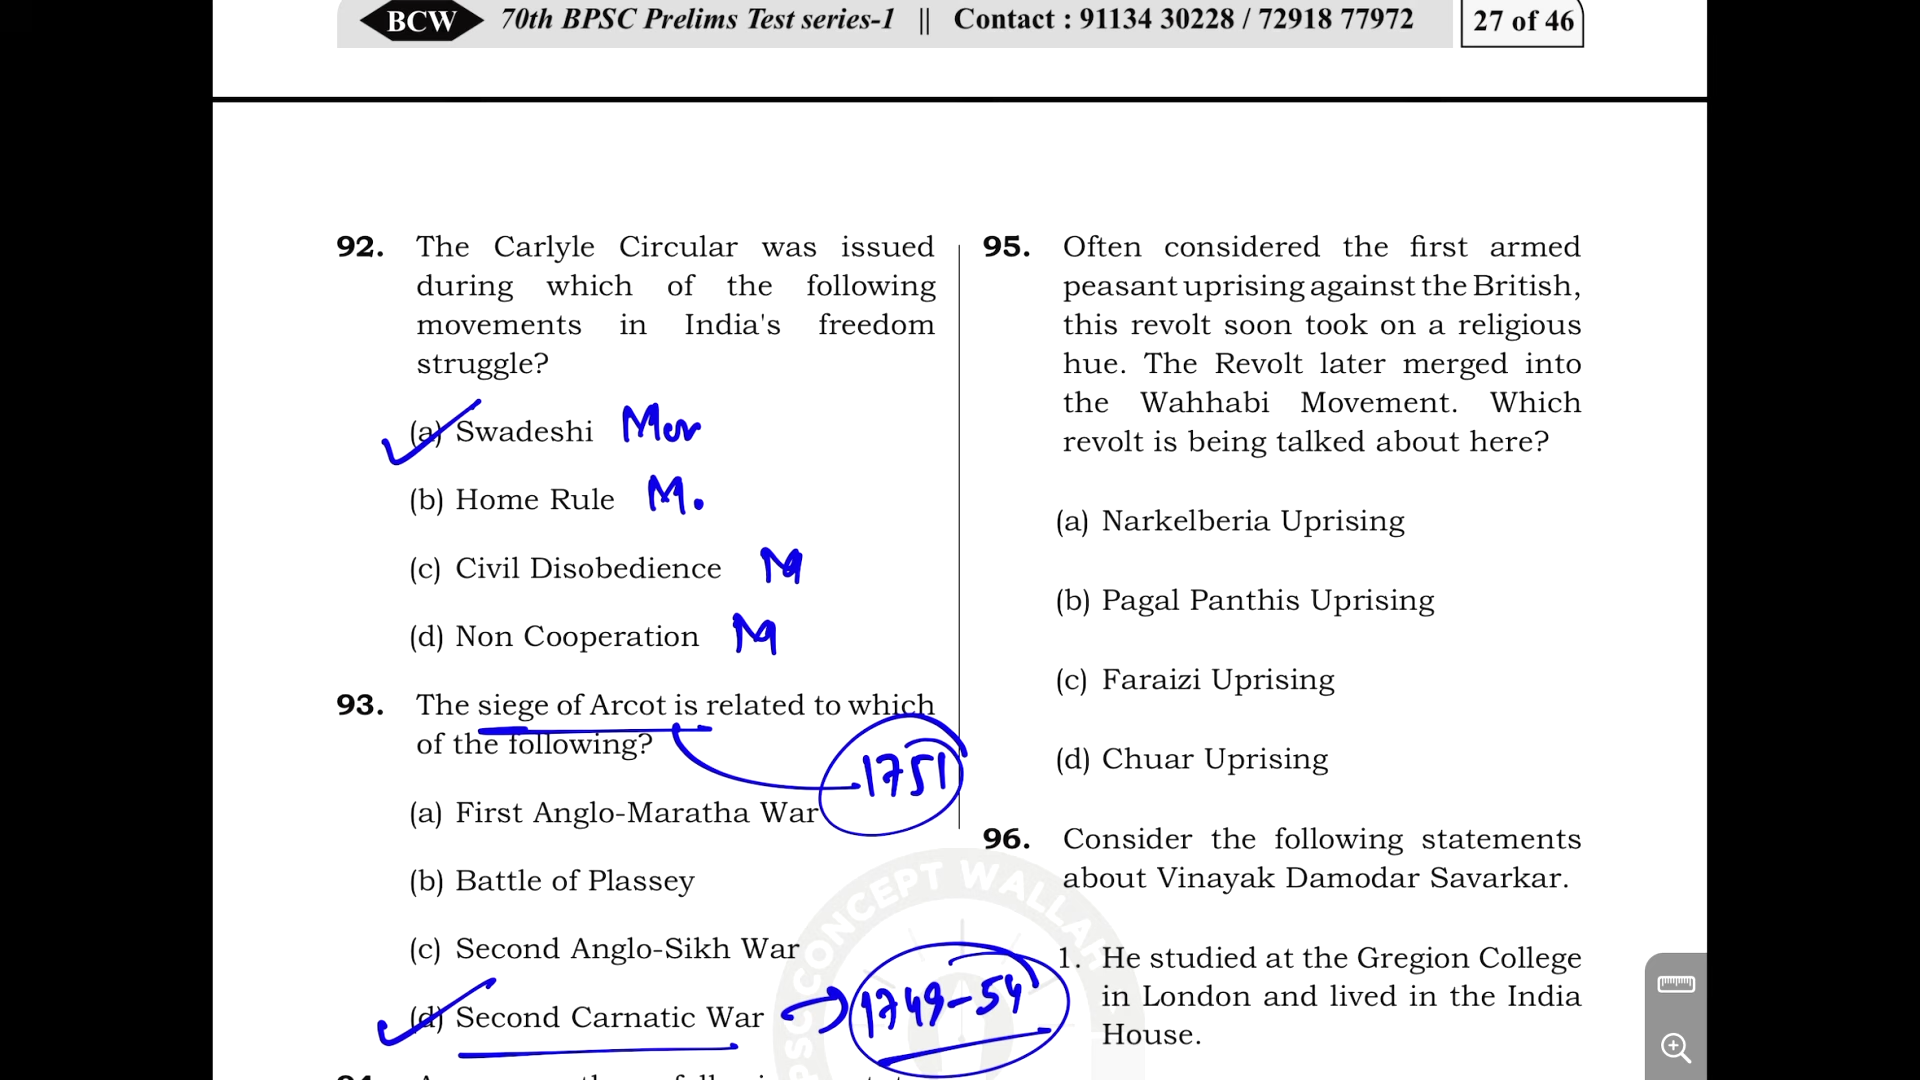 BCW 70th BPSC Prelims Test series-1 || Contact : 91134 30228 / 72918 77972 27 of 46
92. The Carlyle Circular was issued
during which of the following
movements in India's freedom
struggle?
(a) Swadeshi Mov
(b) Home Rule M.
(c) Civil Disobedience M
(d) Non Cooperation M
93. The siege of Arcot is related to which
of the following?
1751
(a) First Anglo-Maratha War
(b) Battle of Plassey
(c) Second Anglo-Sikh War
(d) Second Carnatic War 1749-54
95. Often considered the first armed
peasant uprising against the British,
this revolt soon took on a religious
hue. The Revolt later merged into
the Wahhabi Movement. Which
revolt is being talked about here?
(a) Narkelberia Uprising
(b) Pagal Panthis Uprising
(c) Faraizi Uprising
(d) Chuar Uprising
96. Consider the following statements
about Vinayak Damodar Savarkar.
1. He studied at the Gregion College
in London and lived in the India
House.
PSC CONCEPT WALLAH